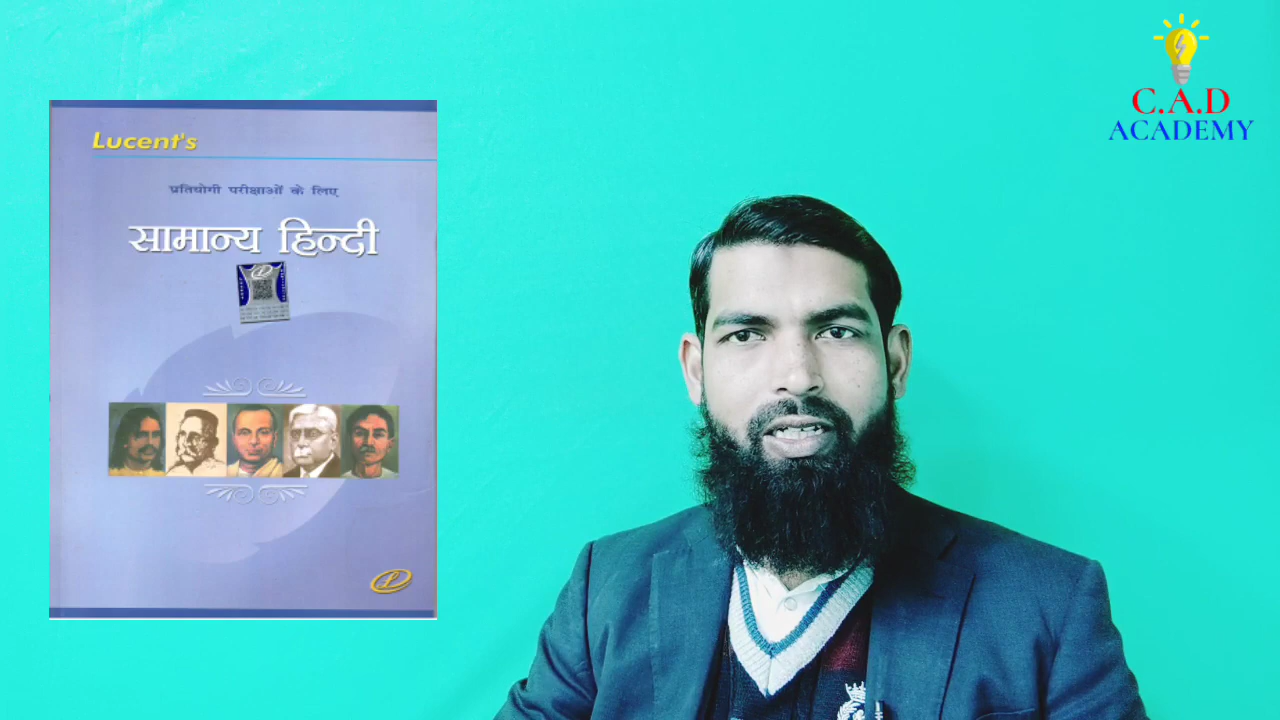 Lucent's
प्रतियोगी परीक्षाओं के लिए
सामान्य हिन्दी
C.A.D
ACADEMY